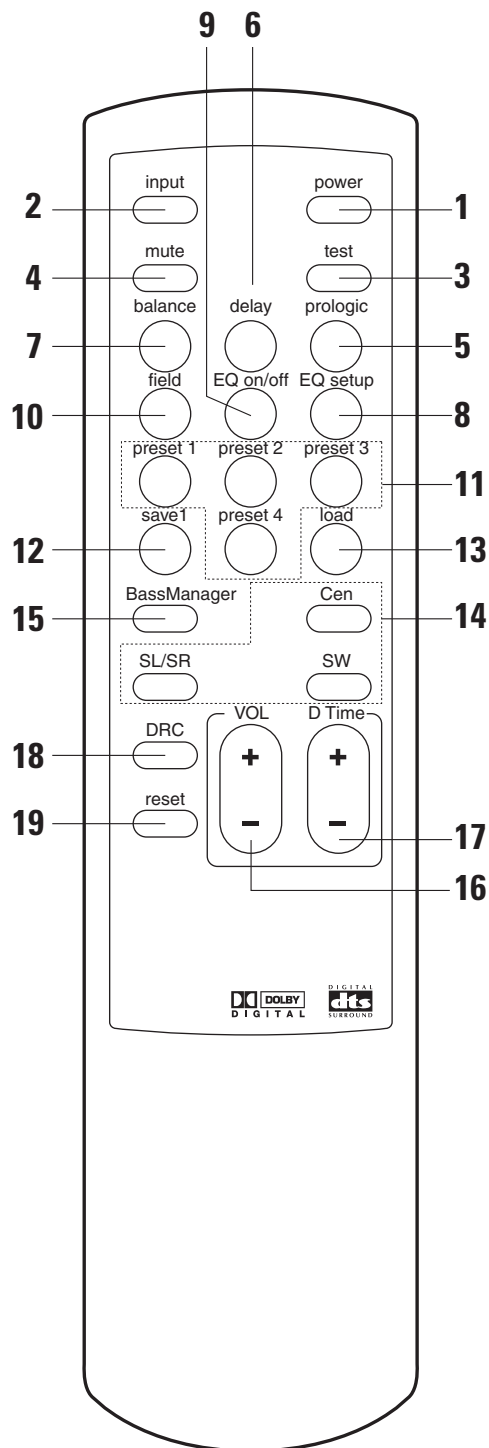 9 6
input power
2 1
mute test
4 3
balance delay prologic
7 5
field EQ on/off EQ setup
10 8
preset 1 preset 2 preset 3
11
save1 preset 4 load
12 13
BassManager Cen
15 14
SL/SR SW
VOL D Time
DRC
18 + +
reset
19 − − 17
16
DOLBY DIGITAL
DIGITAL dts SURROUND